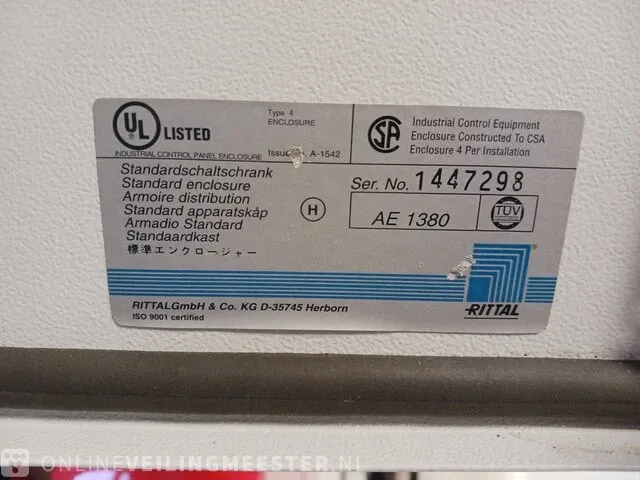 UL
LISTED
Type 4
ENCLOSURE
INDUSTRIAL CONTROL PANEL ENCLOSURE
A-1542
SA
Industrial Control Equipment
Enclosure Constructed To CSA
Enclosure 4 Per Installation
Standardschaltschrank
Standard enclosure
Armoire distribution
Standard apparatskåp
Armadio Standard
Standaardkast
標準エンクロージャー
H
Ser. No. 1447298
AE 1380
TÜV
RITTAL
RITTAL GmbH & Co. KG D-35745 Herborn
ISO 9001 certified
ONLINEVEILINGMEESTER.NL